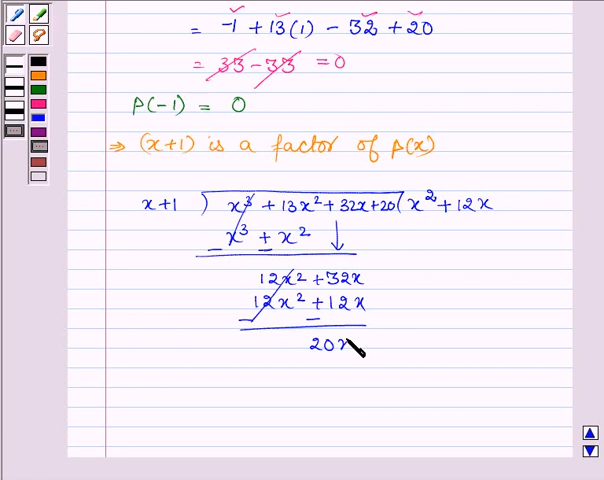 = -1 + 13(1) - 32 + 20
= 33 - 33 = 0
p(-1) = 0
⇒ (x+1) is a factor of p(x)
x+1 ) x³ + 13x² + 32x + 20 ( x² + 12x
x³ + x²
12x² + 32x
12x² + 12x
20x